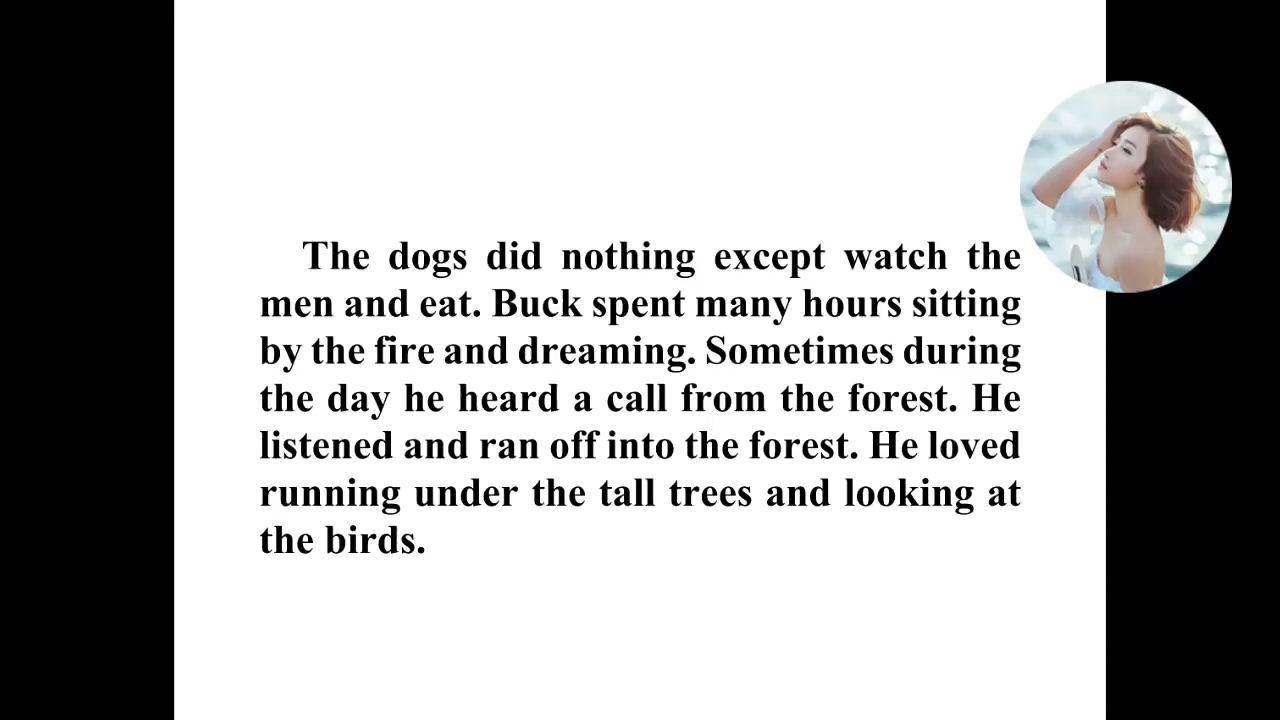 The dogs did nothing except watch the
men and eat. Buck spent many hours sitting
by the fire and dreaming. Sometimes during
the day he heard a call from the forest. He
listened and ran off into the forest. He loved
running under the tall trees and looking at
the birds.